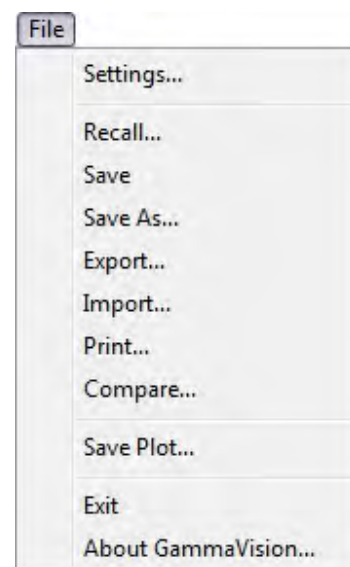 File
Settings...
Recall...
Save
Save As...
Export...
Import...
Print...
Compare...
Save Plot...
Exit
About GammaVision...